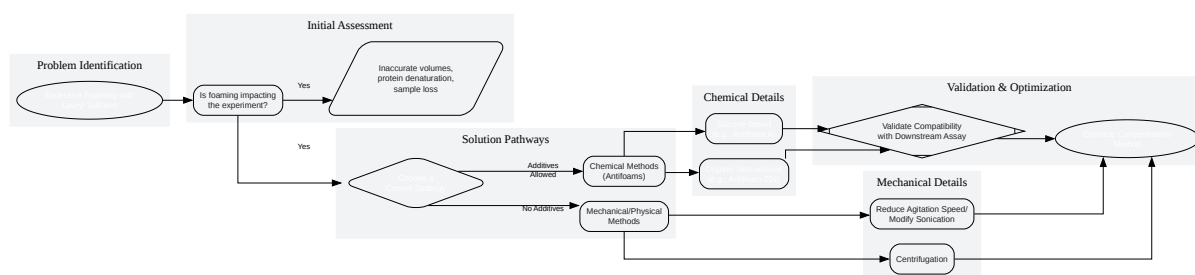 Problem Identification
Initial Assessment
Is foaming impacting
the experiment?
Yes
Inaccurate volumes,
protein denaturation,
sample loss
Yes
Solution Pathways
Additives
Allowed
No Additives
Chemical Methods
(Antifoams)
Mechanical/Physical
Methods
Chemical Details
Validation & Optimization
Validate Compatibility
with Downstream Assay
Mechanical Details
Reduce Agitation Speed/
Modify Sonication
Centrifugation